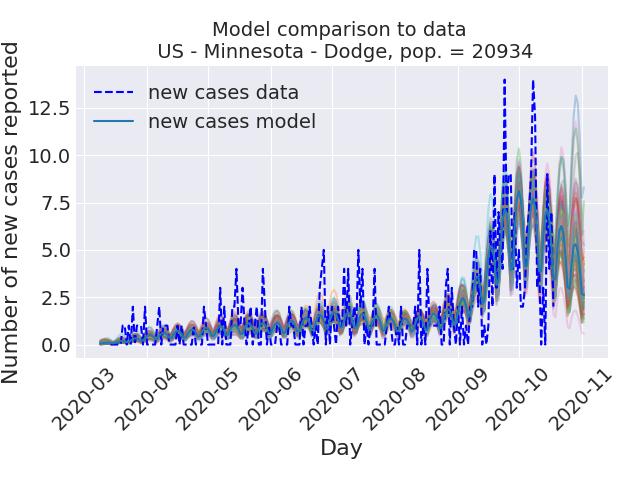 Model comparison to data
US - Minnesota - Dodge, pop. = 20934
Number of new cases reported
new cases data
new cases model
12.5
10.0
7.5
5.0
2.5
0.0
2020-03
2020-04
2020-05
2020-06
2020-07
2020-08
2020-09
2020-10
2020-11
Day